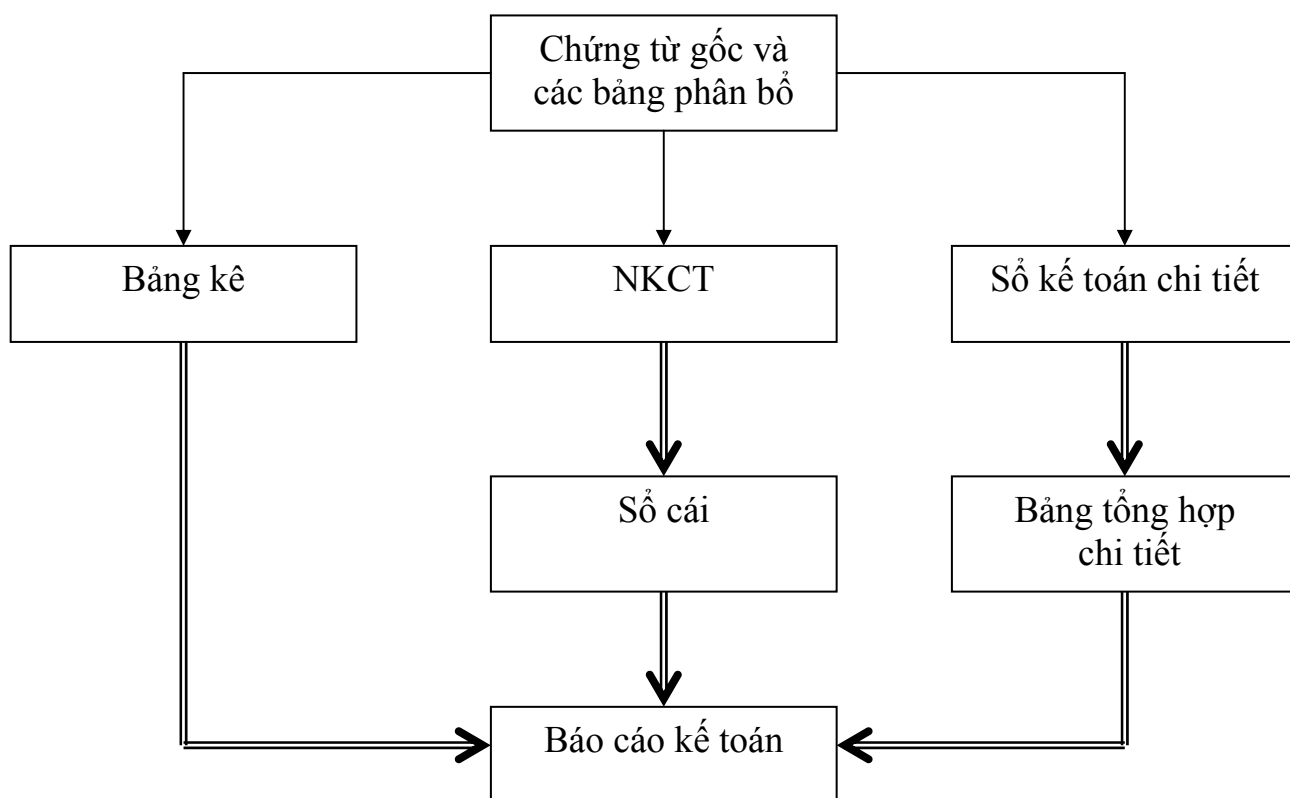 Chứng từ gốc và
các bảng phân bổ
Bảng kê
NKCT
Sổ kế toán chi tiết
Sổ cái
Bảng tổng hợp
chi tiết
Báo cáo kế toán